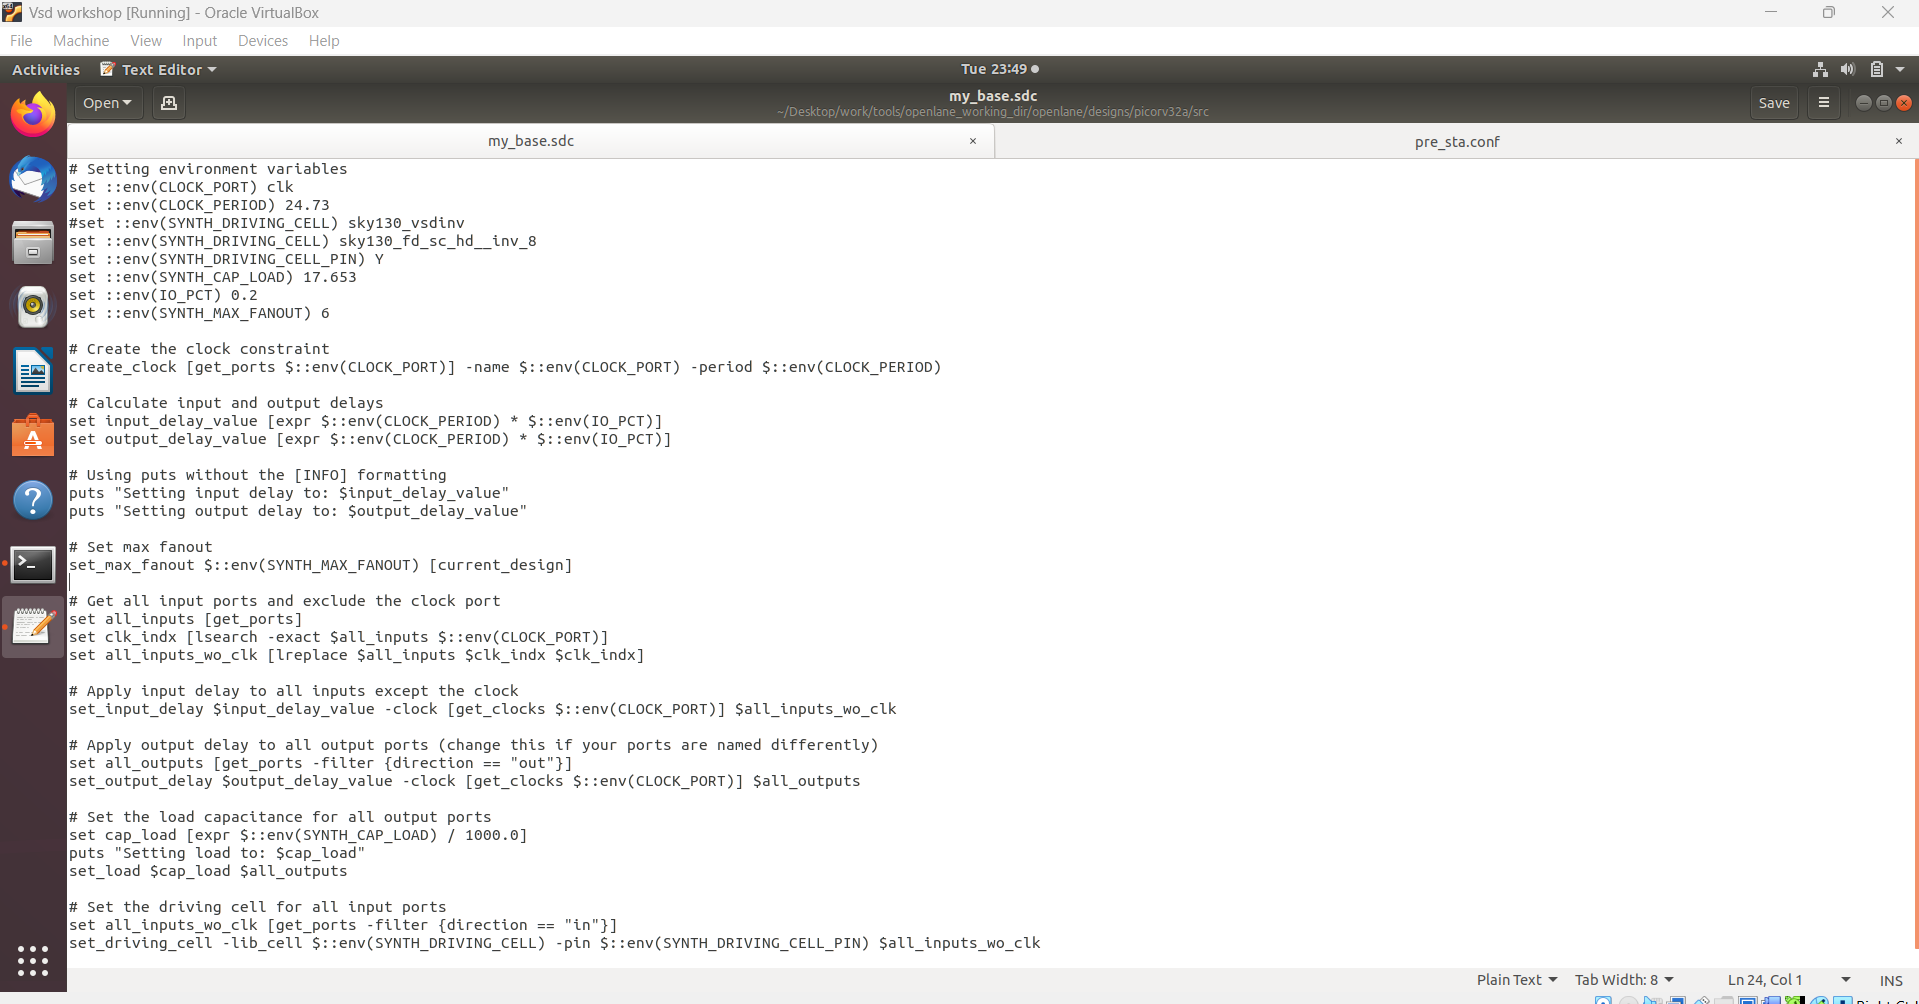 Vsd workshop [Running] - Oracle VirtualBox
File Machine View Input Devices Help
Activities Text Editor Tue 23:49
Open my_base.sdc Save
~/Desktop/work/tools/openlane_working_dir/openlane/designs/picorv32a/src
my_base.sdc × pre_sta.conf ×
# Setting environment variables
set ::env(CLOCK_PORT) clk
set ::env(CLOCK_PERIOD) 24.73
#set ::env(SYNTH_DRIVING_CELL) sky130_vsdinv
set ::env(SYNTH_DRIVING_CELL) sky130_fd_sc_hd__inv_8
set ::env(SYNTH_DRIVING_CELL_PIN) Y
set ::env(SYNTH_CAP_LOAD) 17.653
set ::env(IO_PCT) 0.2
set ::env(SYNTH_MAX_FANOUT) 6
# Create the clock constraint
create_clock [get_ports $::env(CLOCK_PORT)] -name $::env(CLOCK_PORT) -period $::env(CLOCK_PERIOD)
# Calculate input and output delays
set input_delay_value [expr $::env(CLOCK_PERIOD) * $::env(IO_PCT)]
set output_delay_value [expr $::env(CLOCK_PERIOD) * $::env(IO_PCT)]
# Using puts without the [INFO] formatting
puts "Setting input delay to: $input_delay_value"
puts "Setting output delay to: $output_delay_value"
# Set max fanout
set_max_fanout $::env(SYNTH_MAX_FANOUT) [current_design]
# Get all input ports and exclude the clock port
set all_inputs [get_ports]
set clk_indx [lsearch -exact $all_inputs $::env(CLOCK_PORT)]
set all_inputs_wo_clk [lreplace $all_inputs $clk_indx $clk_indx]
# Apply input delay to all inputs except the clock
set_input_delay $input_delay_value -clock [get_clocks $::env(CLOCK_PORT)] $all_inputs_wo_clk
# Apply output delay to all output ports (change this if your ports are named differently)
set all_outputs [get_ports -filter {direction == "out"}]
set_output_delay $output_delay_value -clock [get_clocks $::env(CLOCK_PORT)] $all_outputs
# Set the load capacitance for all output ports
set cap_load [expr $::env(SYNTH_CAP_LOAD) / 1000.0]
puts "Setting load to: $cap_load"
set_load $cap_load $all_outputs
# Set the driving cell for all input ports
set all_inputs_wo_clk [get_ports -filter {direction == "in"}]
set_driving_cell -lib_cell $::env(SYNTH_DRIVING_CELL) -pin $::env(SYNTH_DRIVING_CELL_PIN) $all_inputs_wo_clk
Plain Text Tab Width: 8 Ln 24, Col 1 INS